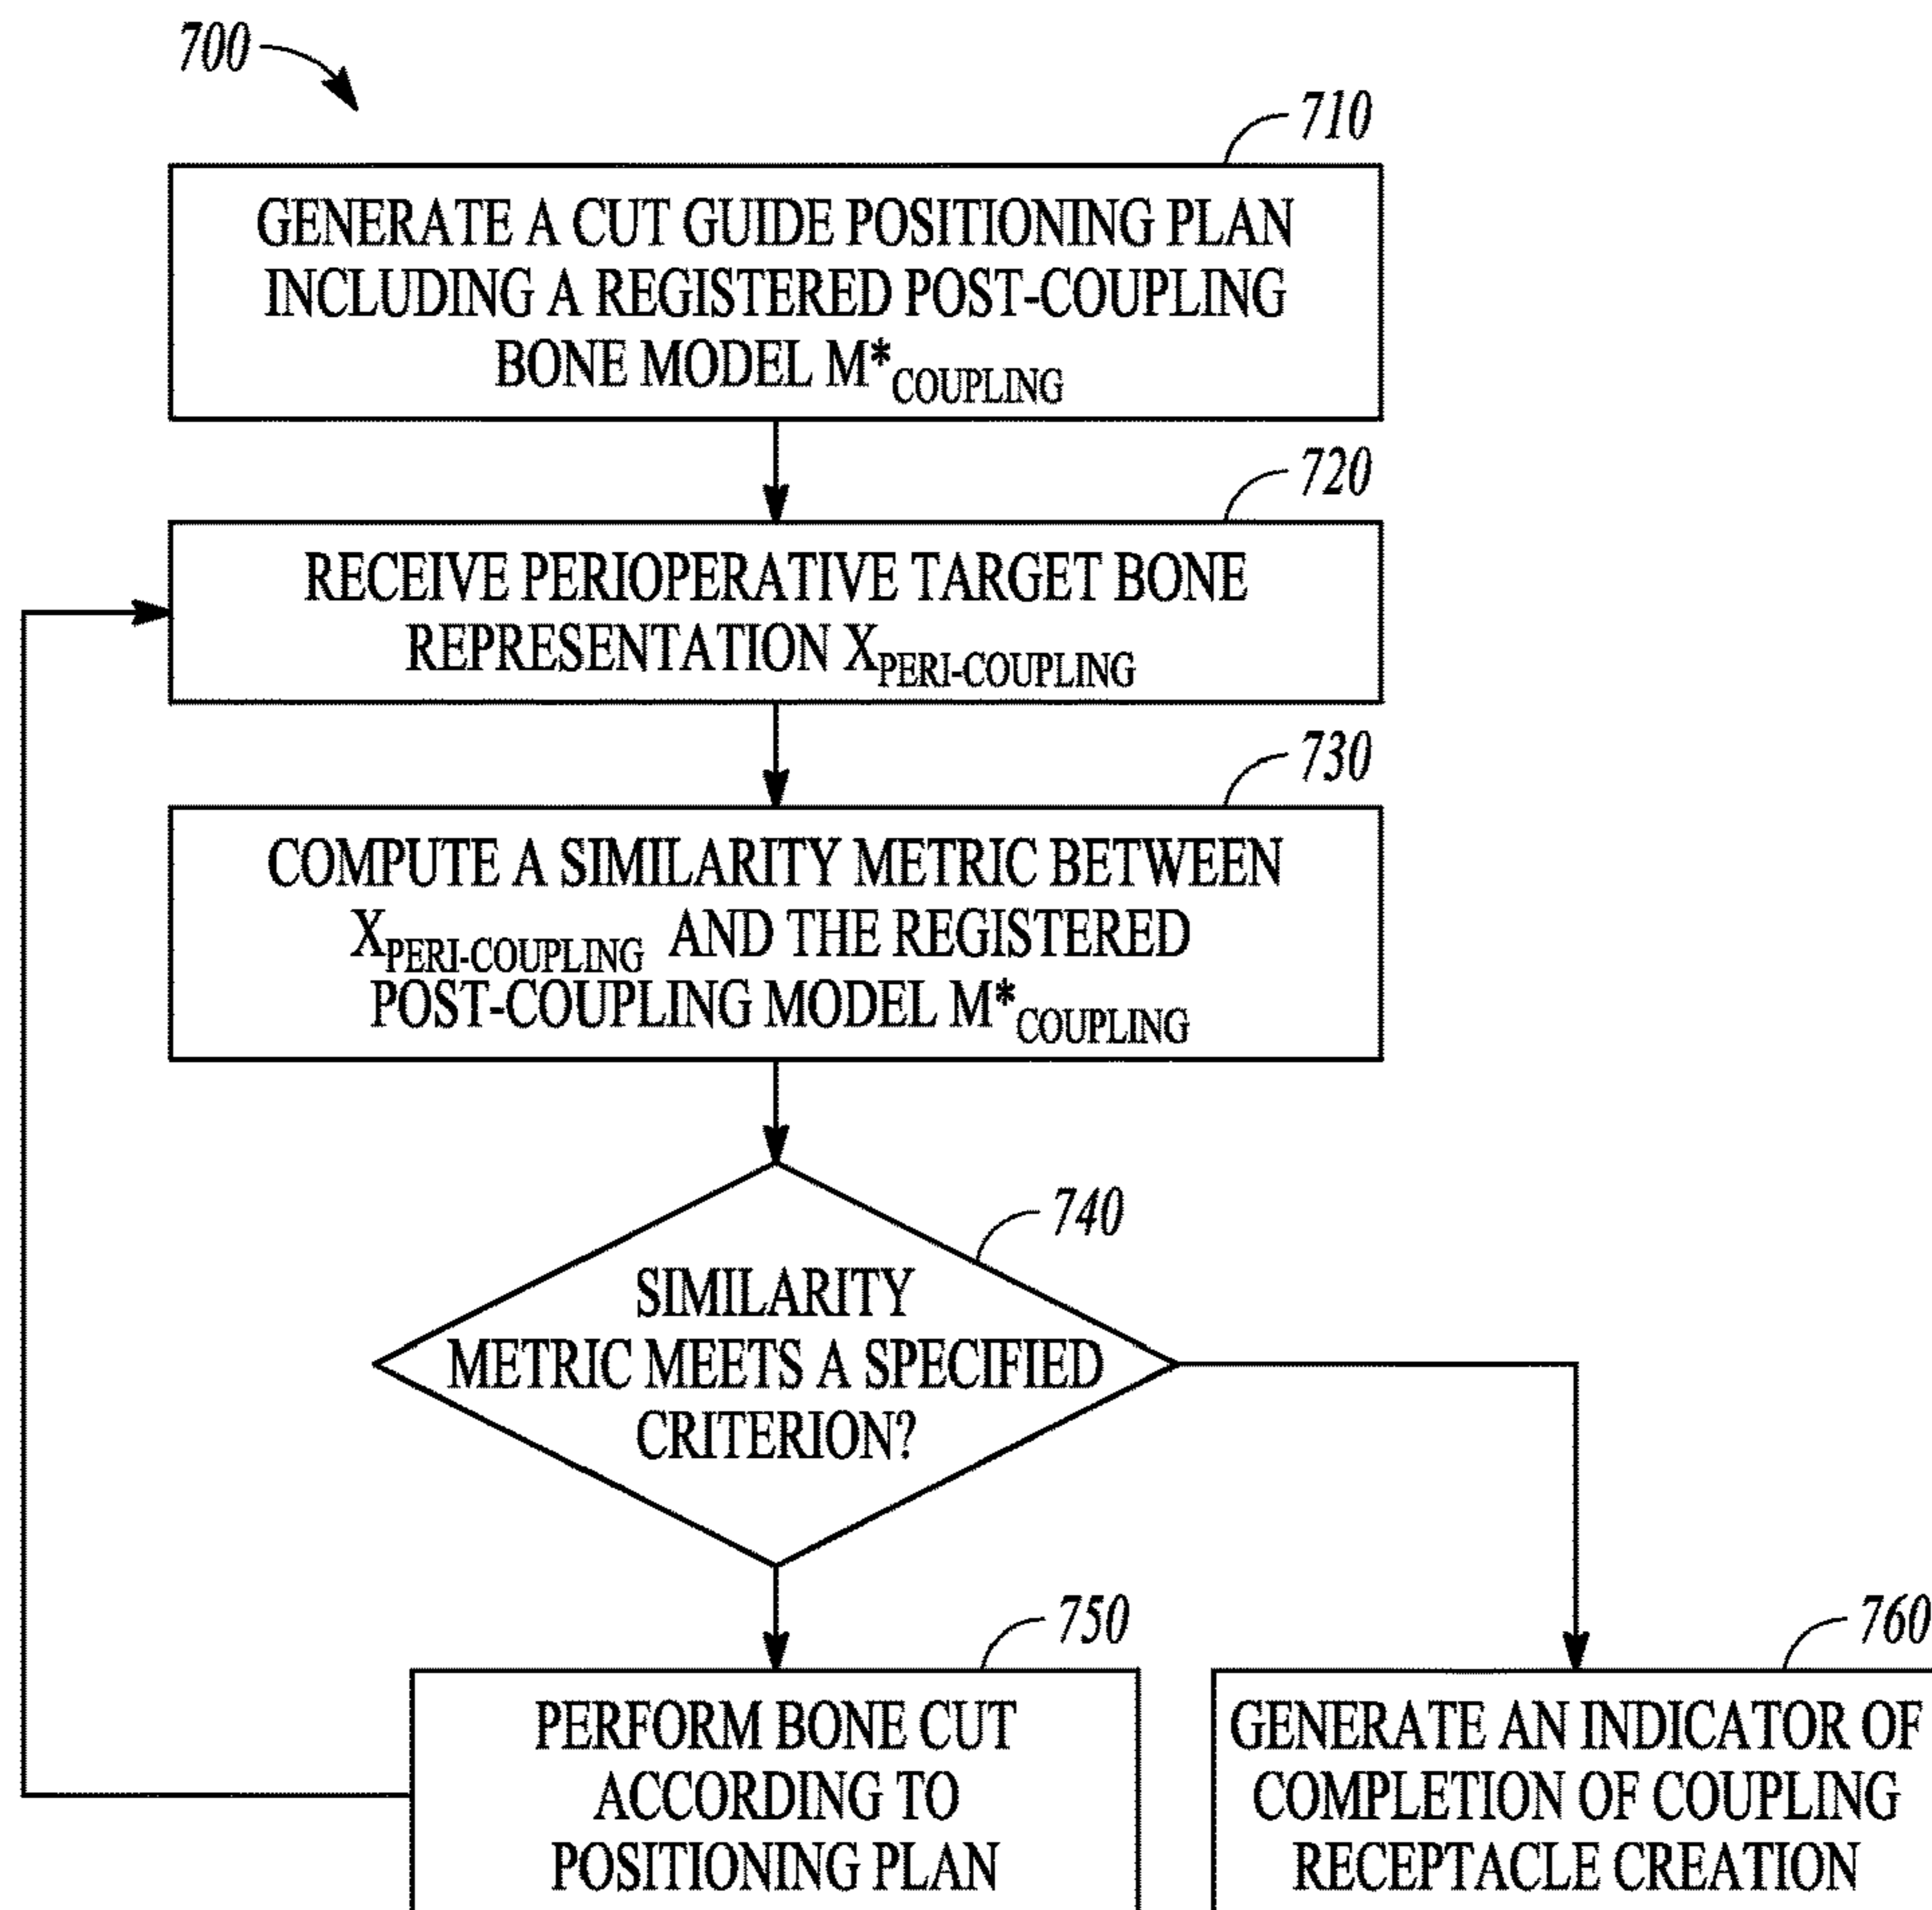 700
710
GENERATE A CUT GUIDE POSITIONING PLAN
INCLUDING A REGISTERED POST-COUPLING
BONE MODEL M*COUPLING
720
RECEIVE PERIOPERATIVE TARGET BONE
REPRESENTATION XPERI-COUPLING
730
COMPUTE A SIMILARITY METRIC BETWEEN
XPERI-COUPLING AND THE REGISTERED
POST-COUPLING MODEL M*COUPLING
740
SIMILARITY
METRIC MEETS A SPECIFIED
CRITERION?
750
PERFORM BONE CUT
ACCORDING TO
POSITIONING PLAN
760
GENERATE AN INDICATOR OF
COMPLETION OF COUPLING
RECEPTACLE CREATION